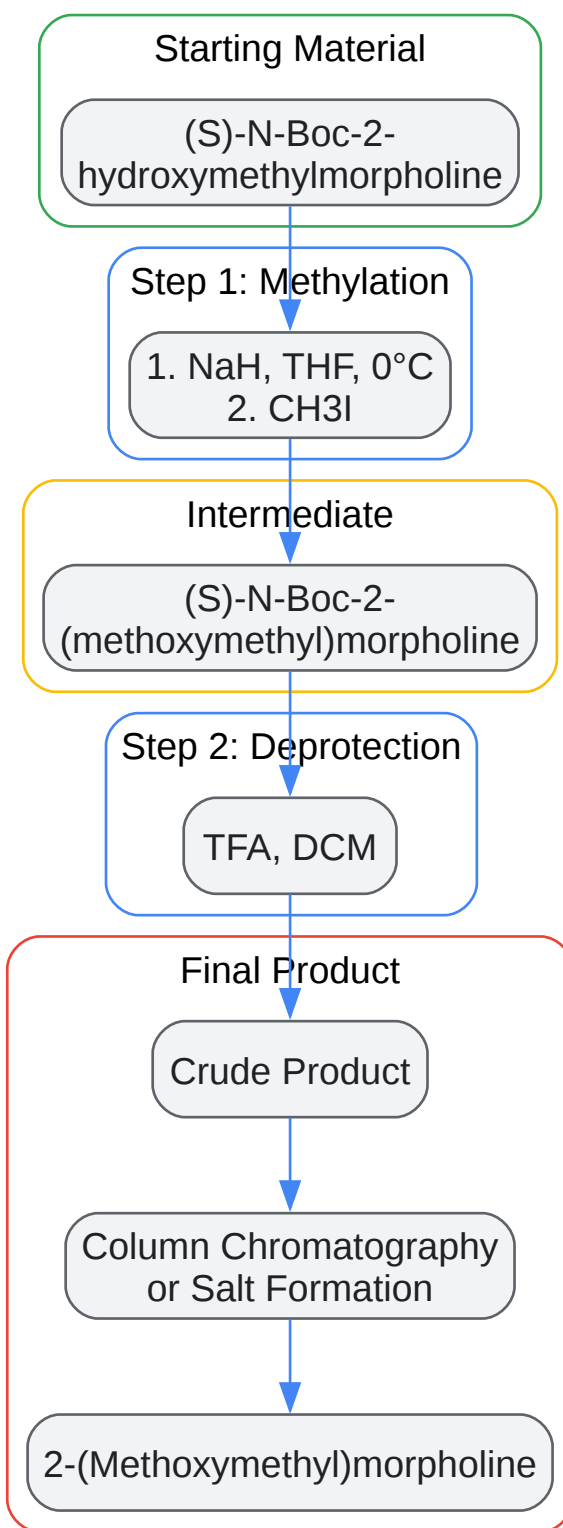 Starting Material
(S)-N-Boc-2-
hydroxymethylmorpholine
Step 1: Methylation
1. NaH, THF, 0°C
2. CH3I
Intermediate
(S)-N-Boc-2-
(methoxymethyl)morpholine
Step 2: Deprotection
TFA, DCM
Final Product
Crude Product
Column Chromatography
or Salt Formation
2-(Methoxymethyl)morpholine